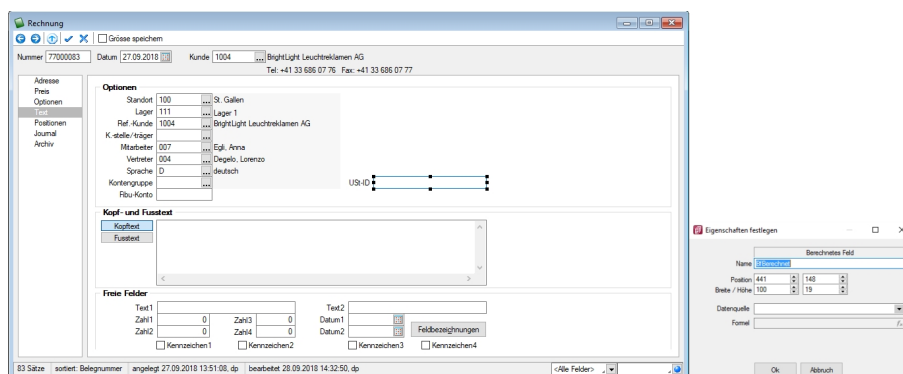 Rechnung
Grösse speichern
Nummer 77000083 Datum 27.09.2018 Kunde 1004 ... BrightLight Leuchtreklamen AG
Tel: +41 33 686 07 76 Fax: +41 33 686 07 77
Adresse
Preis
Optionen
Text
Positionen
Journal
Archiv
Optionen
Standort 100 ... St. Gallen
Lager 111 ... Lager 1
Ref.-Kunde 1004 ... BrightLight Leuchtreklamen AG
K.-stelle/-träger ...
Mitarbeiter 007 ... Egli, Anna
Vertreter 004 ... Degelo, Lorenzo
Sprache D ... deutsch
Kontengruppe ... USt-ID
Fibu-Konto
Kopf- und Fusstext
Kopftext
Fusstext
Freie Felder
Text1 Text2
Zahl1 0 Zahl3 0 Datum1
Zahl2 0 Zahl4 0 Datum2 Feldbezeichnungen
Kennzeichen1 Kennzeichen2 Kennzeichen3 Kennzeichen4
83 Sätze sortiert: Belegnummer angelegt 27.09.2018 13:51:08, dp bearbeitet 28.09.2018 14:32:50, dp <Alle Felder>
Eigenschaften festlegen
Berechnetes Feld
Name
Position 441 148
Breite / Höhe 100 19
Datenquelle
Formel
Ok Abbruch